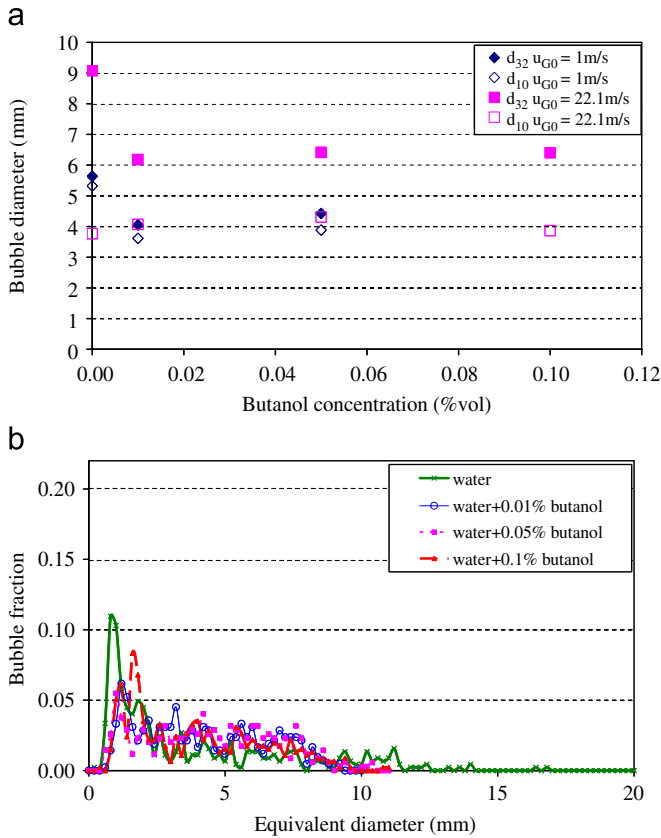 a
10
9
8
7
6
5
4
3
2
1
0
0.00 0.02 0.04 0.06 0.08 0.10 0.12
Bubble diameter (mm)
Butanol concentration (%vol)
d32 uG0 = 1m/s
d10 uG0 = 1m/s
d32 uG0 = 22.1m/s
d10 uG0 = 22.1m/s
b
0.20
0.15
0.10
0.05
0.00
0 5 10 15 20
Bubble fraction
Equivalent diameter (mm)
water
water+0.01% butanol
water+0.05% butanol
water+0.1% butanol